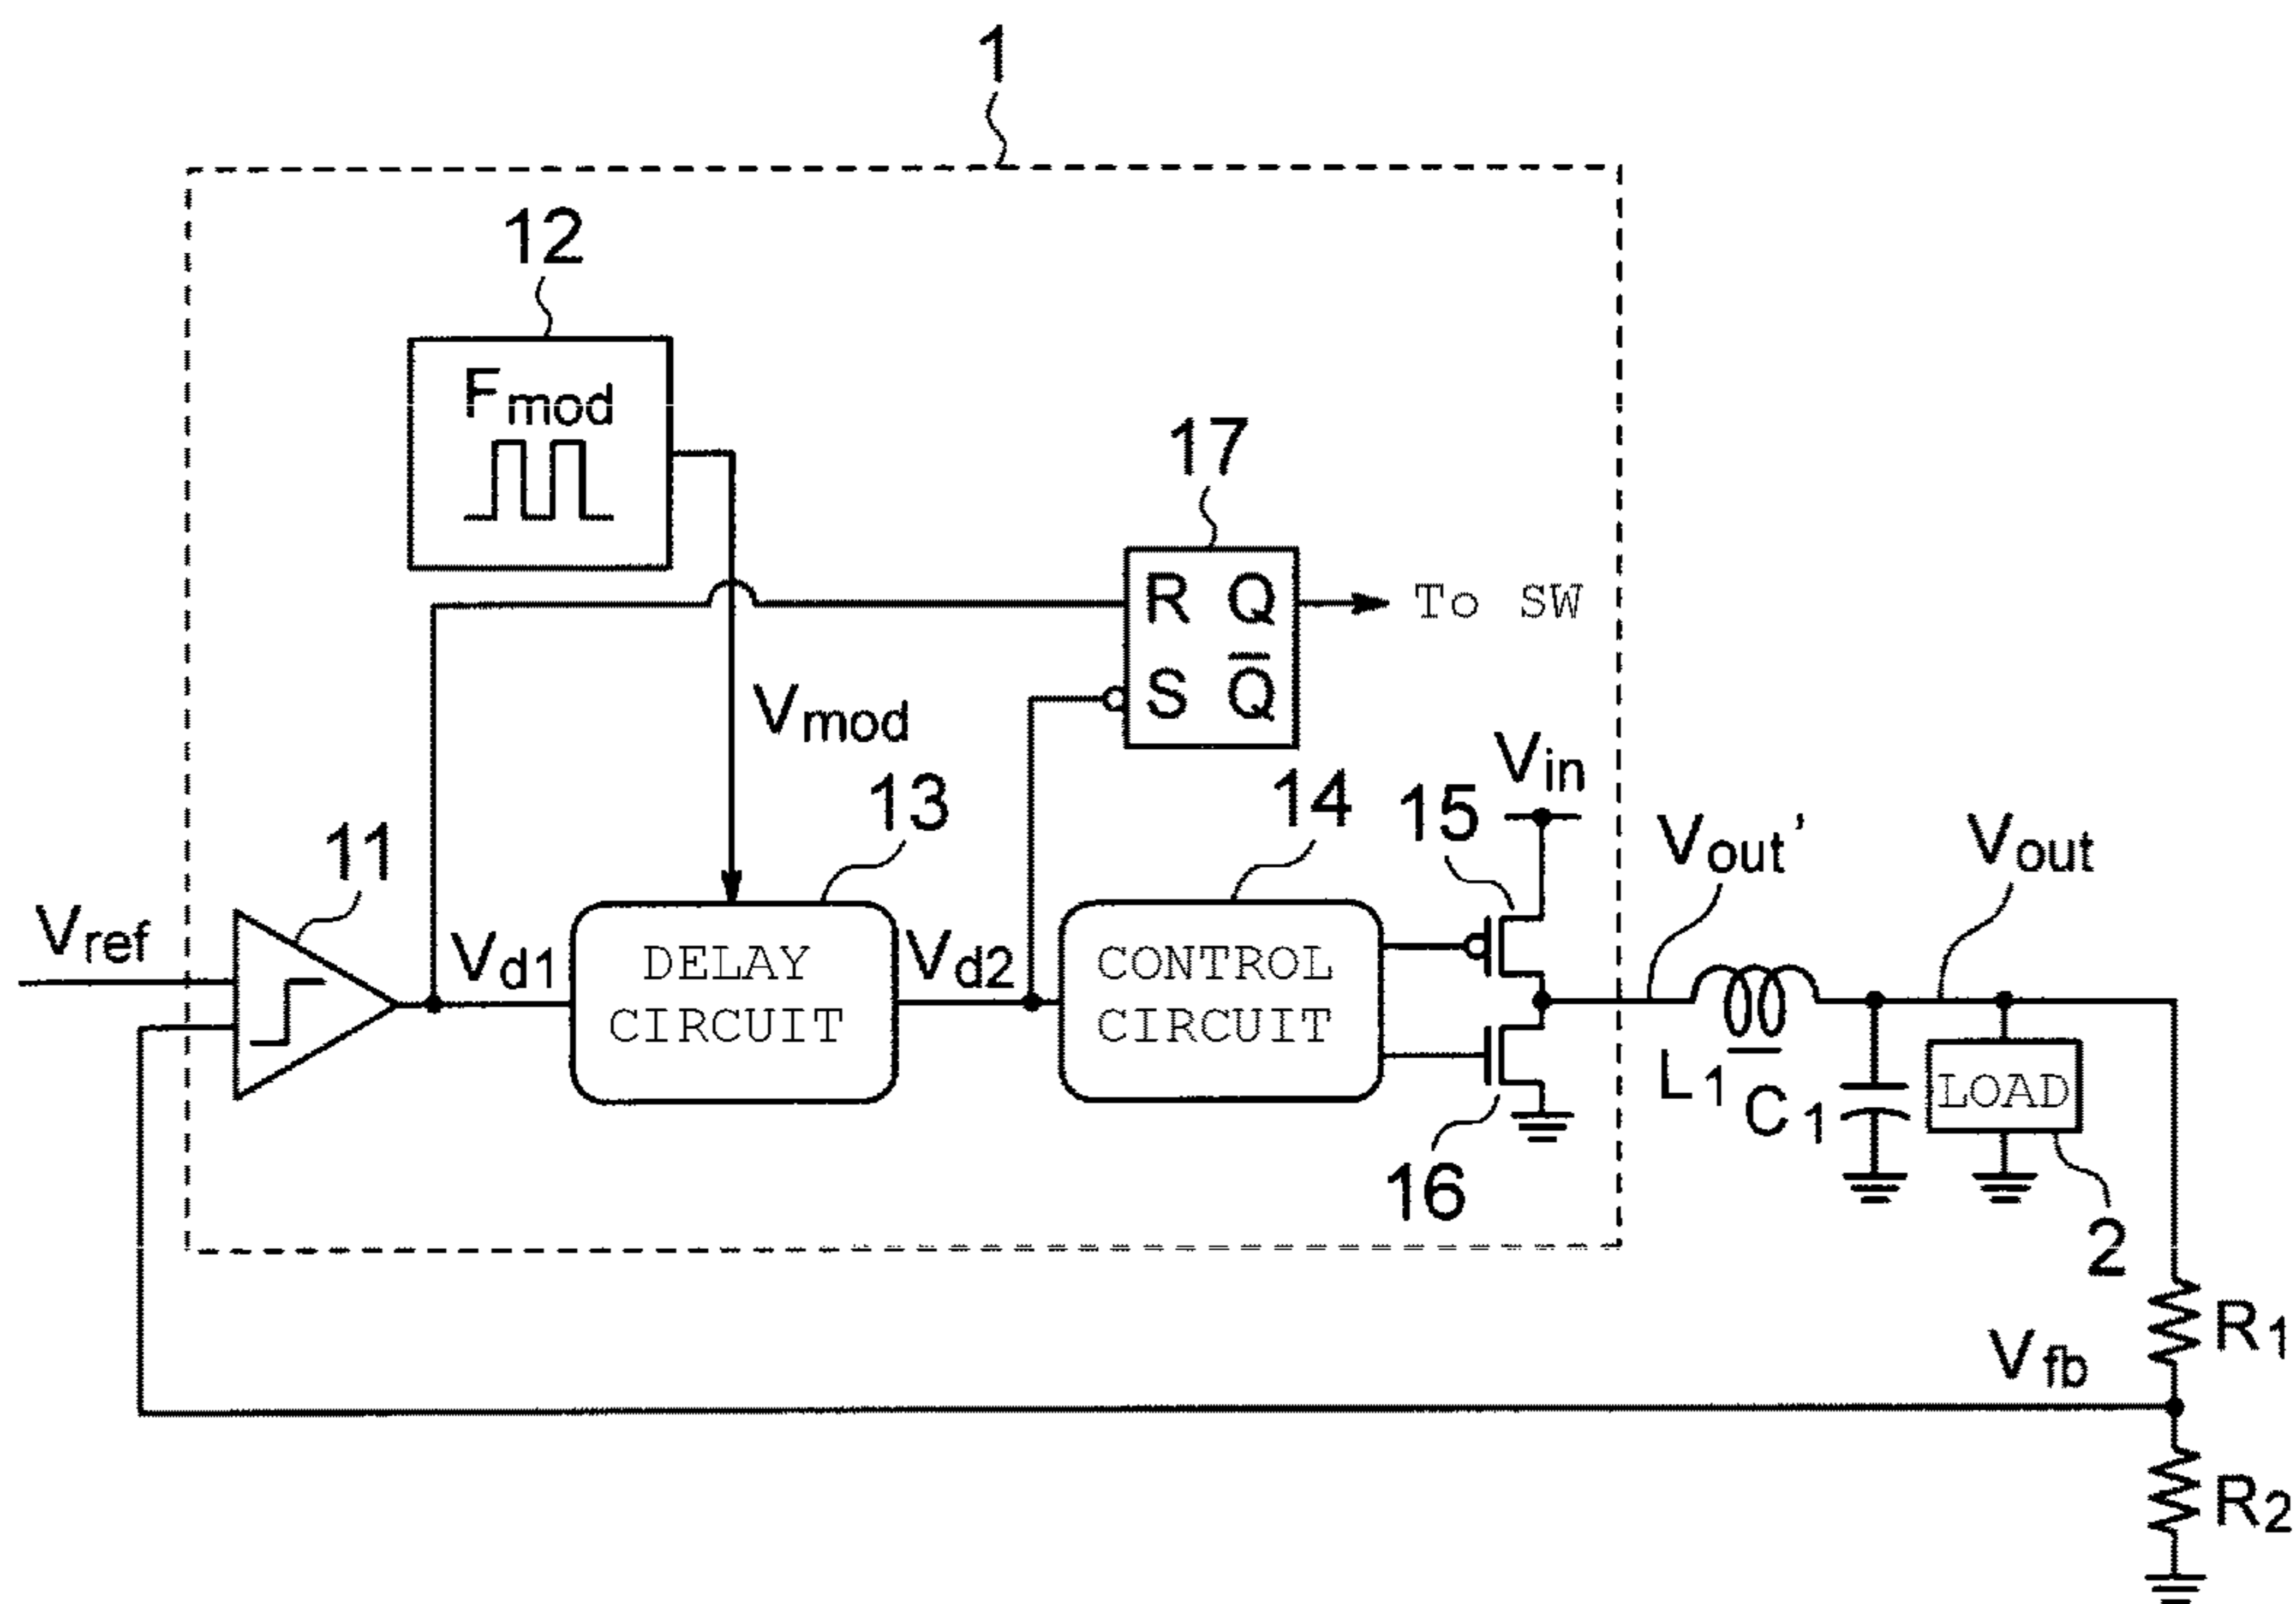 1
12
Fmod
17
R Q
To SW
S Q̅
Vmod
Vin
13
14
15
Vout'
Vout
11
Vref
Vd1
DELAY
CIRCUIT
Vd2
CONTROL
CIRCUIT
L1
C1
LOAD
16
2
R1
Vfb
R2